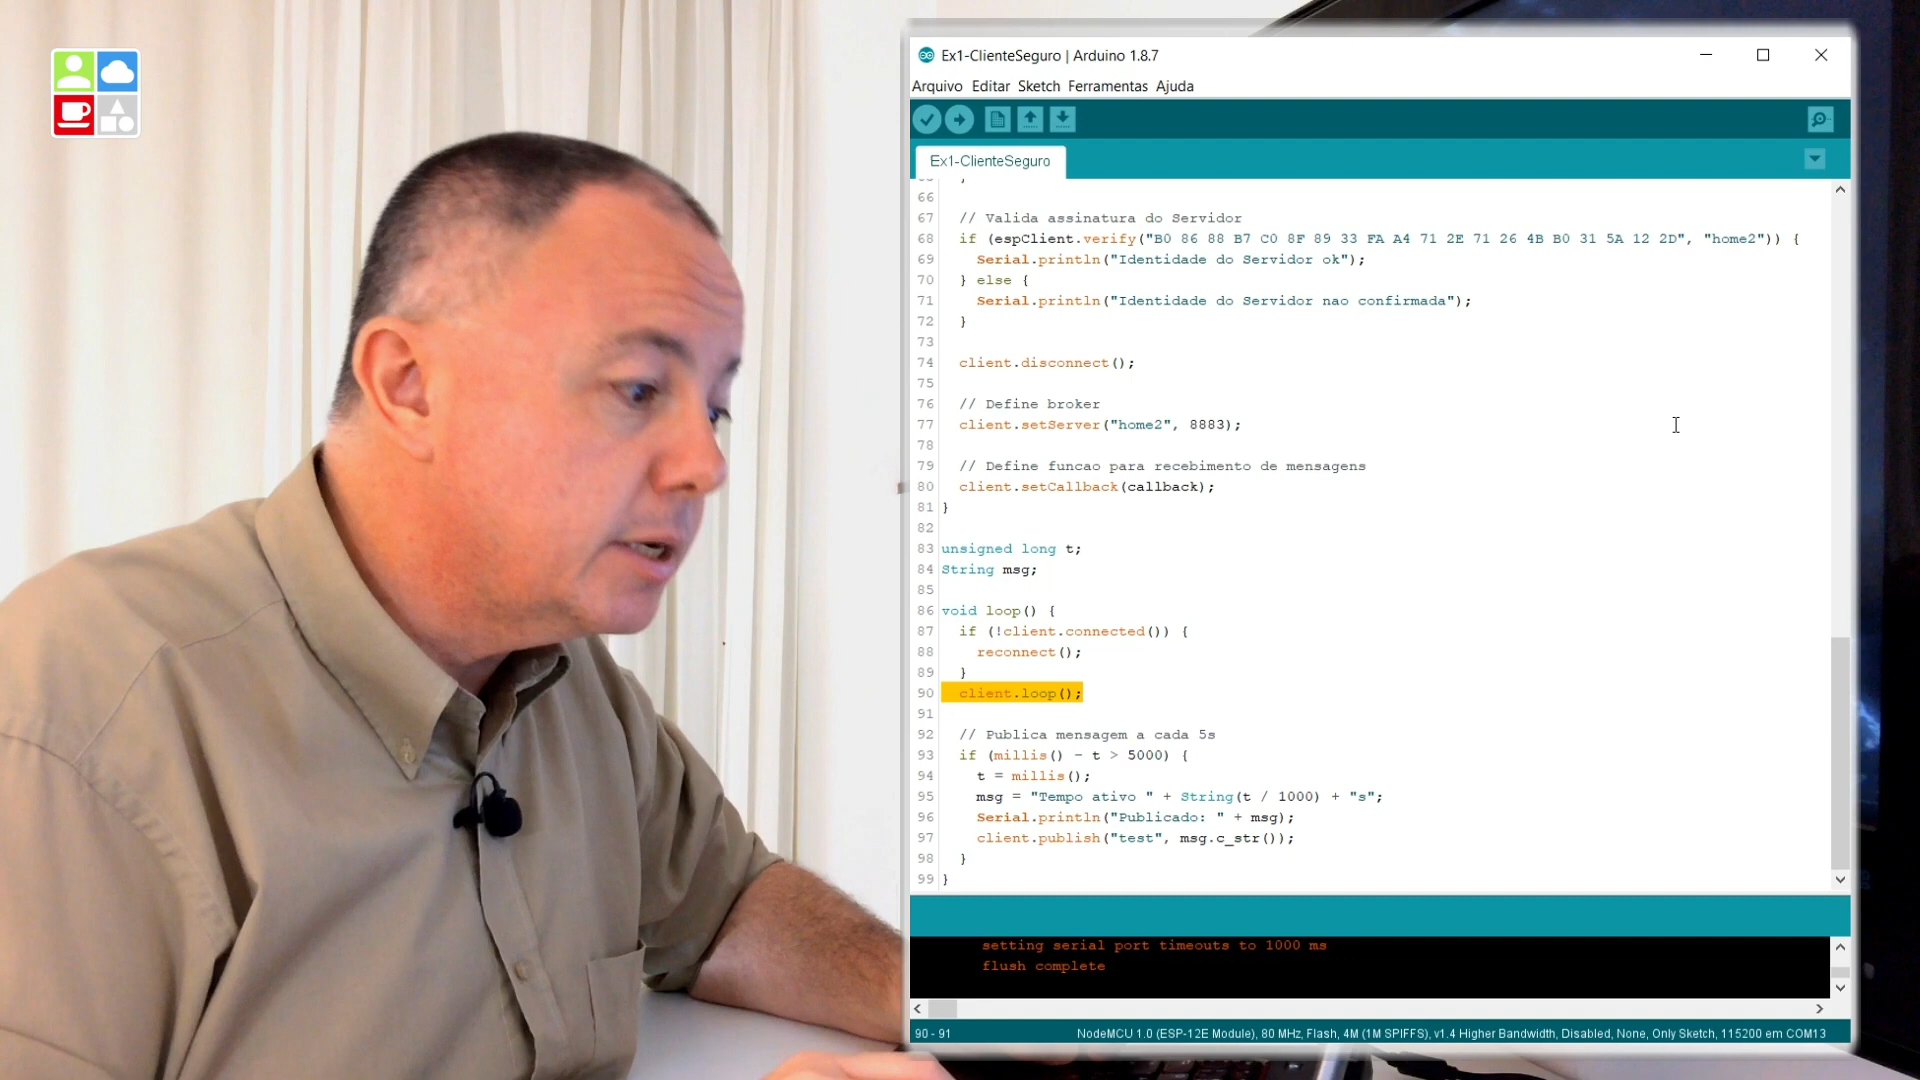 Ex1-ClienteSeguro | Arduino 1.8.7
Arquivo Editar Sketch Ferramentas Ajuda
Ex1-ClienteSeguro
66
67 // Valida assinatura do Servidor
68 if (espClient.verify("B0 86 88 B7 C0 8F 89 33 FA A4 71 2E 71 26 4B B0 31 5A 12 2D", "home2")) {
69 Serial.println("Identidade do Servidor ok");
70 } else {
71 Serial.println("Identidade do Servidor nao confirmada");
72 }
73
74 client.disconnect();
75
76 // Define broker
77 client.setServer("home2", 8883);
78
79 // Define funcao para recebimento de mensagens
80 client.setCallback(callback);
81 }
82
83 unsigned long t;
84 String msg;
85
86 void loop() {
87 if (!client.connected()) {
88 reconnect();
89 }
90 client.loop();
91
92 // Publica mensagem a cada 5s
93 if (millis() - t > 5000) {
94 t = millis();
95 msg = "Tempo ativo " + String(t / 1000) + "s";
96 Serial.println("Publicado: " + msg);
97 client.publish("test", msg.c_str());
98 }
99 }
setting serial port timeouts to 1000 ms
flush complete
90 - 91 NodeMCU 1.0 (ESP-12E Module), 80 MHz, Flash, 4M (1M SPIFFS), v1.4 Higher Bandwidth, Disabled, None, Only Sketch, 115200 em COM13